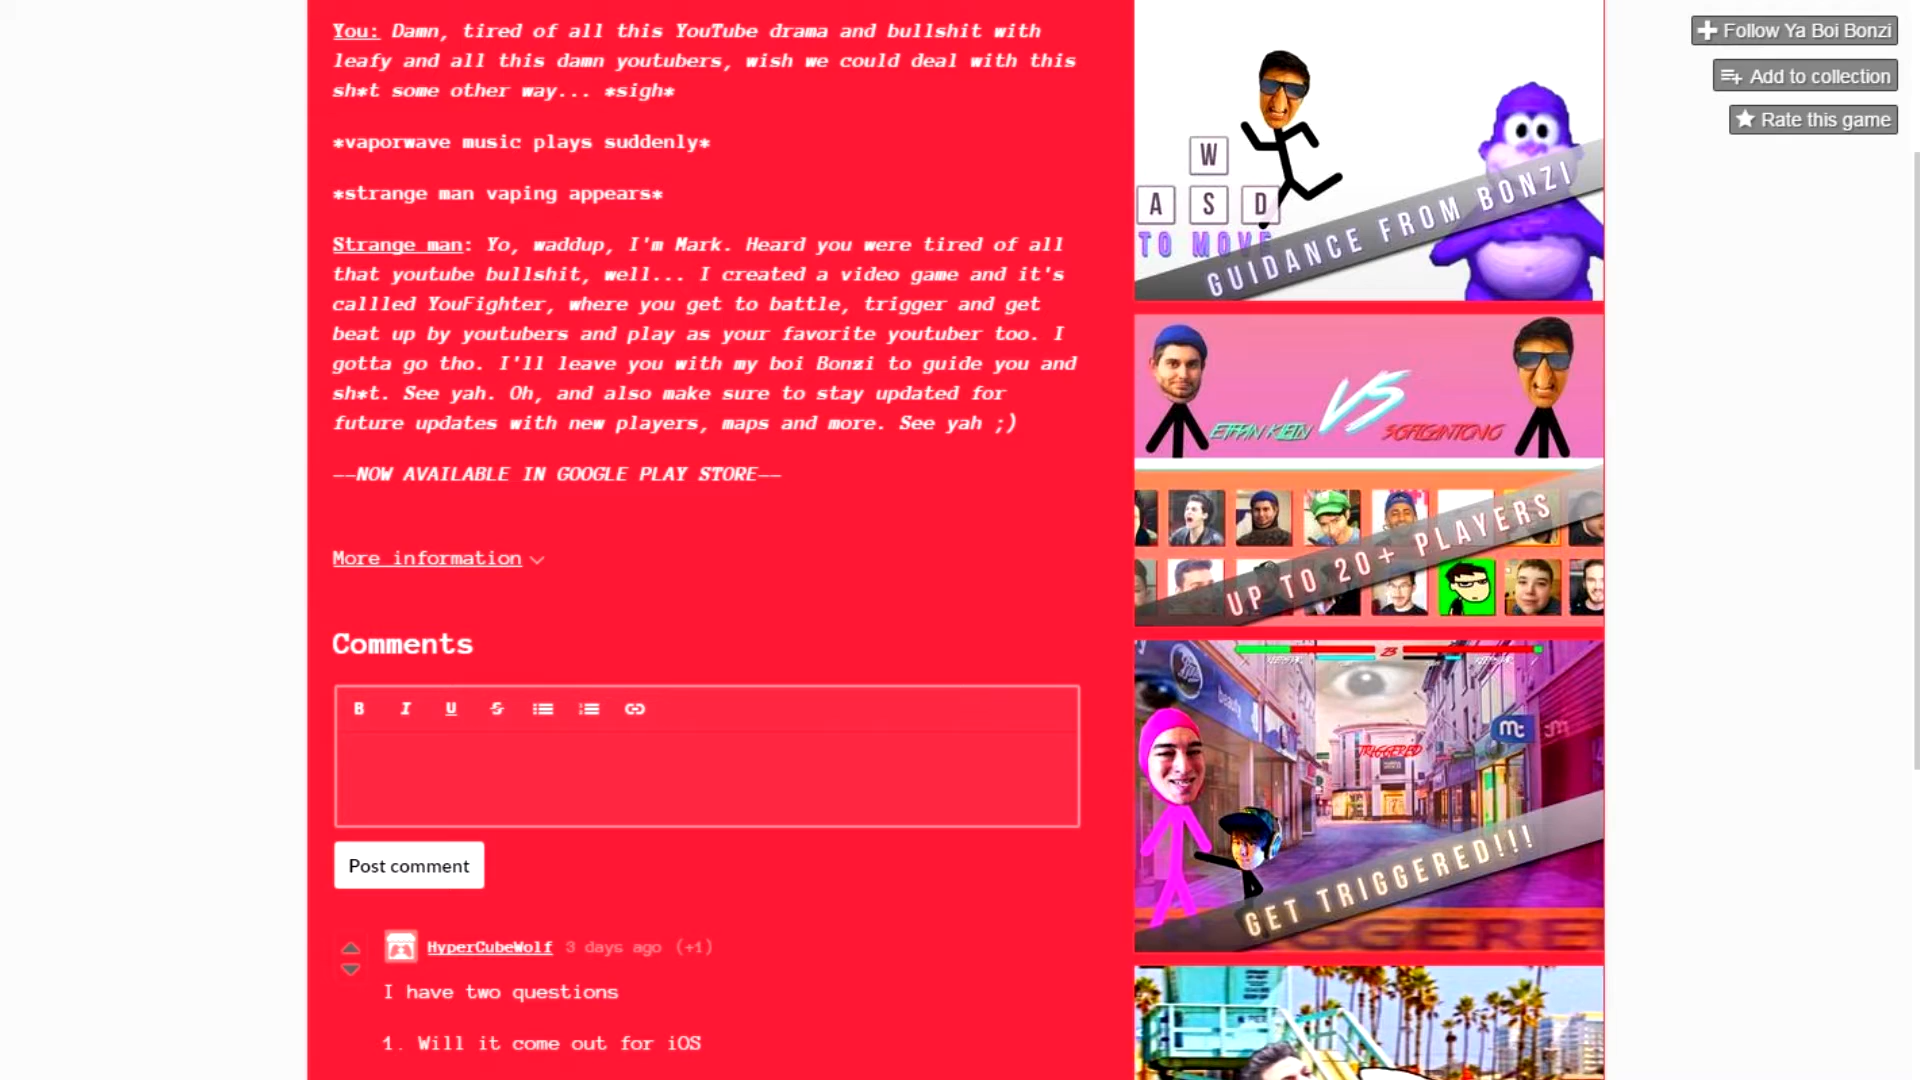 You: Damn, tired of all this YouTube drama and bullshit with
leafy and all this damn youtubers, wish we could deal with this
sh*t some other way... *sigh*
*vaporwave music plays suddenly*
*strange man vaping appears*
Strange man: Yo, waddup, I'm Mark. Heard you were tired of all
that youtube bullshit, well... I created a video game and it's
callled YouFighter, where you get to battle, trigger and get
beat up by youtubers and play as your favorite youtuber too. I
gotta go tho. I'll leave you with my boi Bonzi to guide you and
sh*t. See yah. Oh, and also make sure to stay updated for
future updates with new players, maps and more. See yah ;)
——NOW AVAILABLE IN GOOGLE PLAY STORE——
More information
Comments
B I U S
Post comment
HyperCubeWolf 3 days ago (+1)
I have two questions
1. Will it come out for iOS
W
A S D
TO MOVE
GUIDANCE FROM BONZI
ETHAN KLEIN VS
UP TO 20+ PLAYERS
23
beauty
TRIGGERED
GET TRIGGERED!!!
Follow Ya Boi Bonzi
Add to collection
Rate this game